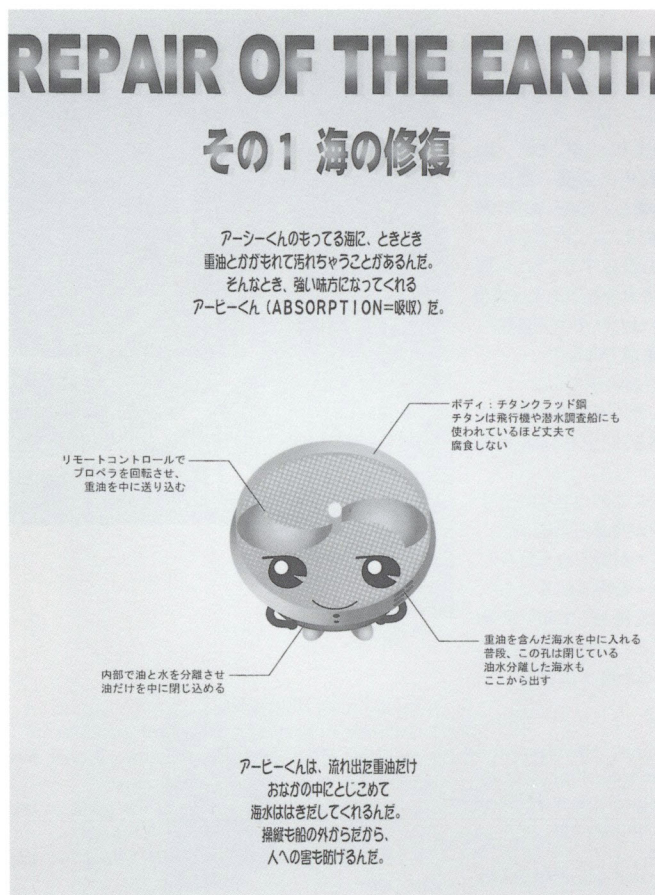 REPAIR OF THE EARTH
その1 海の修復
アーシーくんのもってる海に、ときどき
重油とかがもれて汚れちゃうことがあるんだ。
そんなとき、強い味方になってくれる
アービーくん（ABSORPTION=吸収）だ。
ボディ：チタンクラッド鋼
チタンは飛行機や潜水調査船にも
使われているほど丈夫で
腐食しない
リモートコントロールで
プロペラを回転させ、
重油を中に送り込む
重油を含んだ海水を中に入れる
普段、この孔は閉じている
油水分離した海水も
ここから出す
内部で油と水を分離させ
油だけを中に閉じ込める
アービーくんは、流れ出た重油だけ
おなかの中にとじこめて
海水ははきだしてくれるんだ。
操縦も船の外からだから、
人への害も防げるんだ。